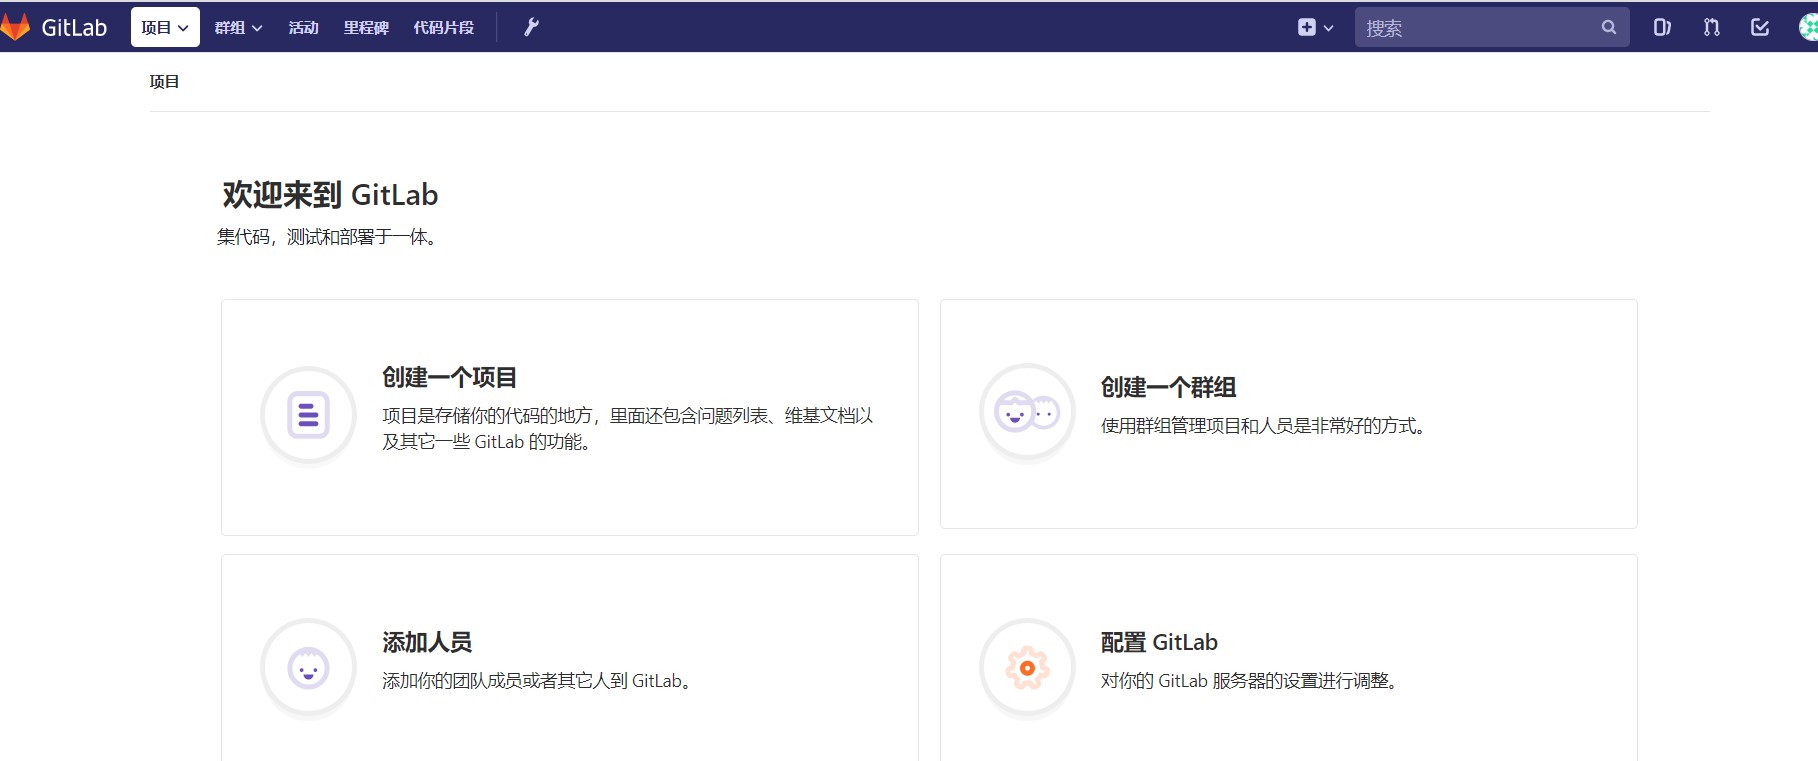 GitLab 项目 群组 活动 里程碑 代码片段 搜索
项目
欢迎来到 GitLab
集代码，测试和部署于一体。
创建一个项目
项目是存储你的代码的地方，里面还包含问题列表、维基文档以
及其它一些 GitLab 的功能。
创建一个群组
使用群组管理项目和人员是非常好的方式。
添加人员
添加你的团队成员或者其它人到 GitLab。
配置 GitLab
对你的 GitLab 服务器的设置进行调整。